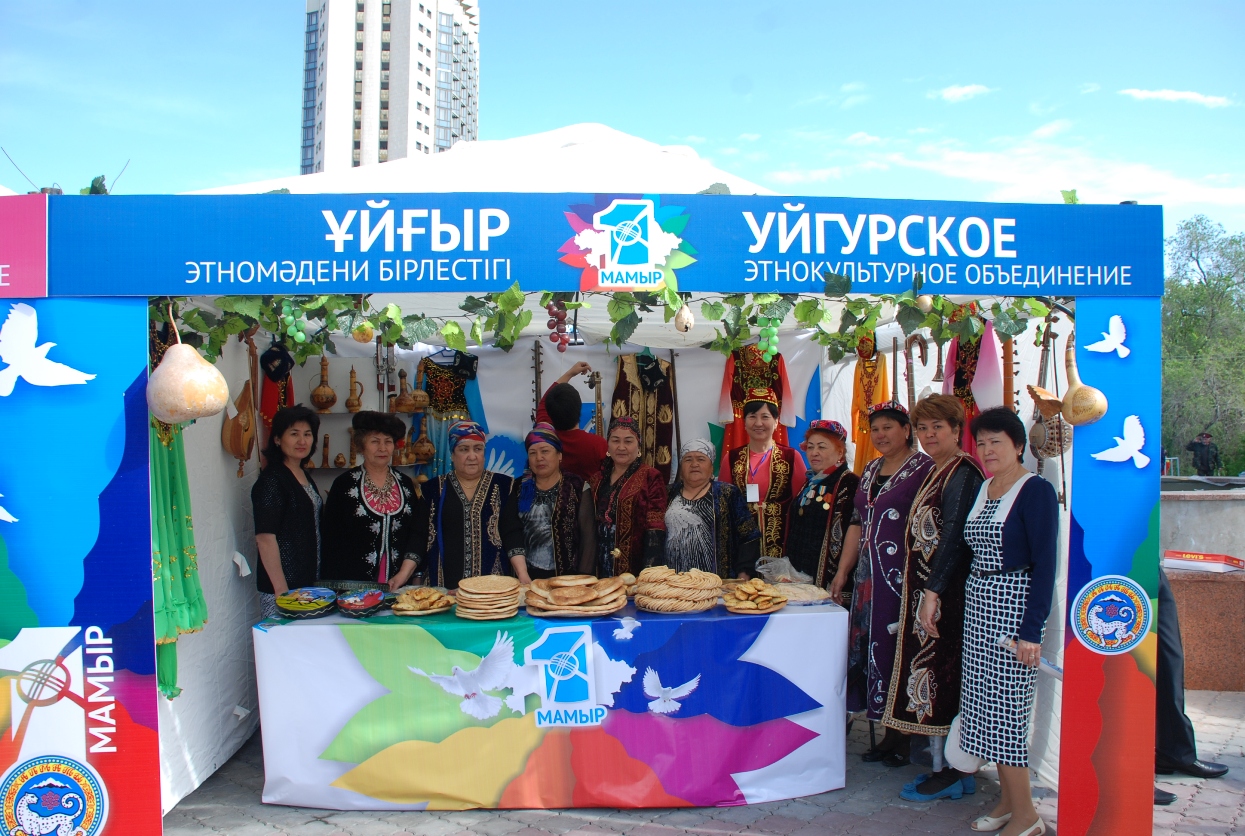 ҰЙҒЫР
ЭТНОМӘДЕНИ БІРЛЕСТІГІ
1
МАМЫР
УЙГУРСКОЕ
ЭТНОКУЛЬТУРНОЕ ОБЪЕДИНЕНИЕ
Е
1
МАМЫР
1
МАМЫР